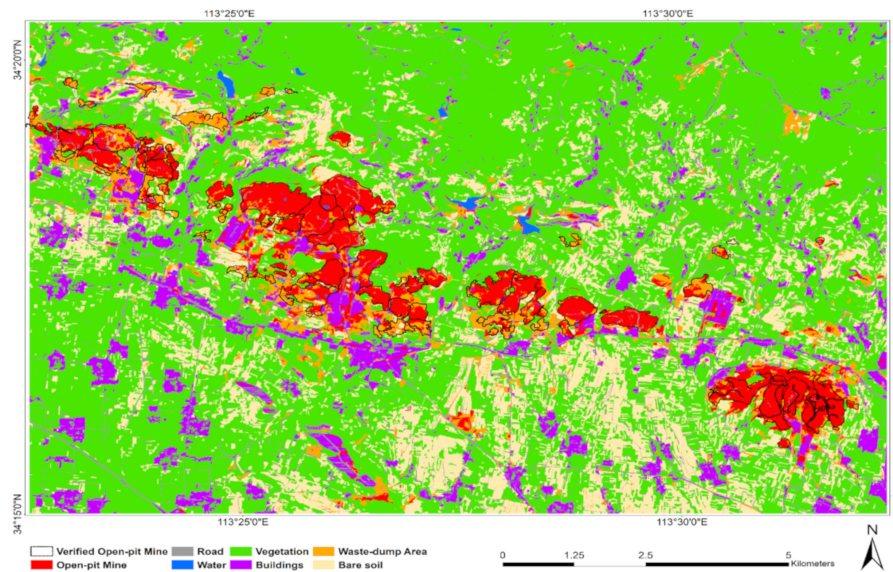 113°25'0"E 113°30'0"E
34°20'0"N
34°15'0"N
113°25'0"E 113°30'0"E
N
Verified Open-pit Mine Road Vegetation Waste-dump Area
Open-pit Mine Water Buildings Bare soil
0 1.25 2.5 5
Kilometers